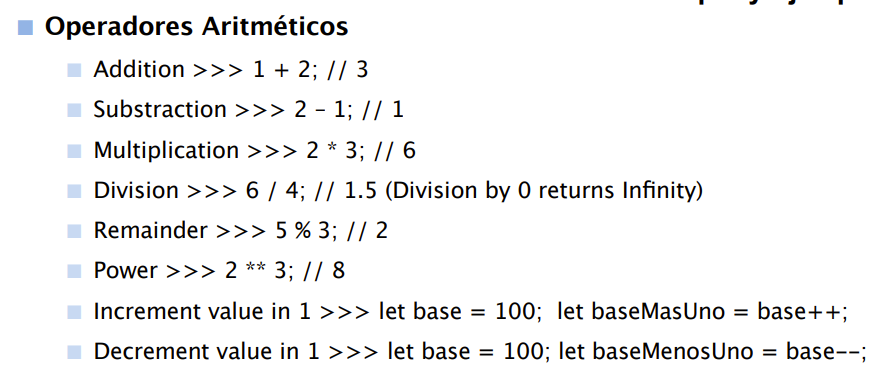 Operadores Aritméticos
Addition >>> 1 + 2; // 3
Substraction >>> 2 – 1; // 1
Multiplication >>> 2 * 3; // 6
Division >>> 6 / 4; // 1.5 (Division by 0 returns Infinity)
Remainder >>> 5 % 3; // 2
Power >>> 2 ** 3; // 8
Increment value in 1 >>> let base = 100;  let baseMasUno = base++;
Decrement value in 1 >>> let base = 100; let baseMenosUno = base--;